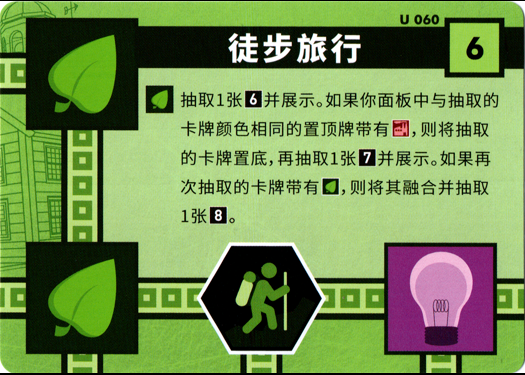 U 060
徒步旅行
6
抽取1张6并展示。如果你面板中与抽取的
卡牌颜色相同的置顶牌带有,则将抽取
的卡牌置底,再抽取1张7并展示。如果再
次抽取的卡牌带有,则将其融合并抽取
1张8。